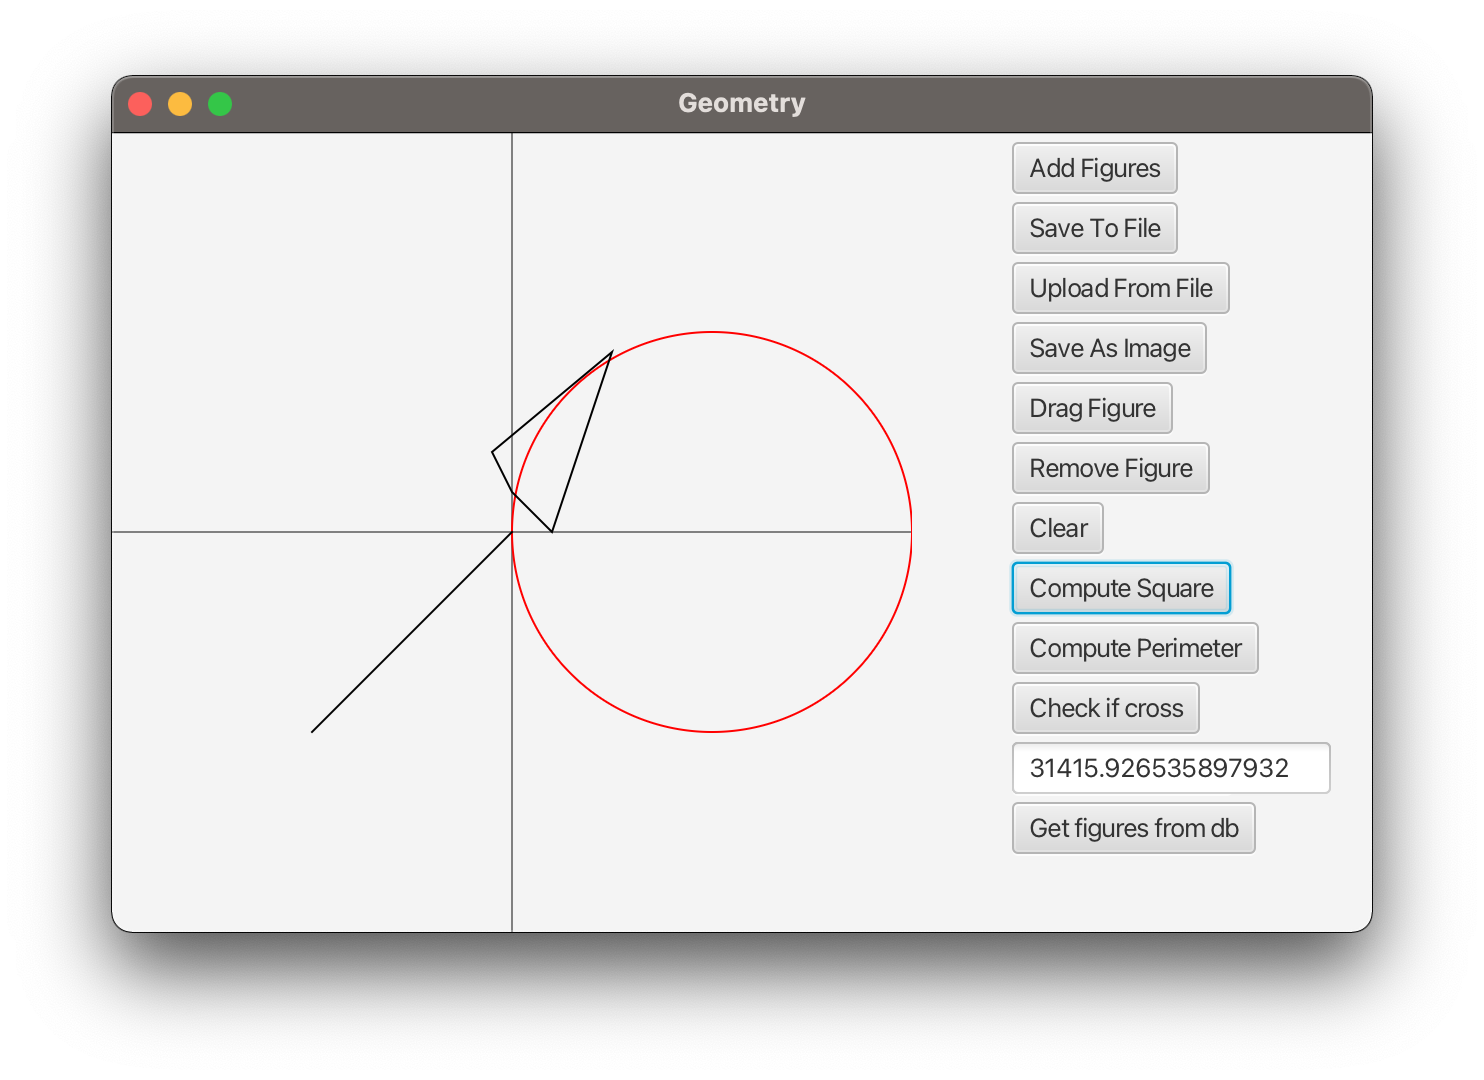 Geometry
Add Figures
Save To File
Upload From File
Save As Image
Drag Figure
Remove Figure
Clear
Compute Square
Compute Perimeter
Check if cross
31415.926535897932
Get figures from db